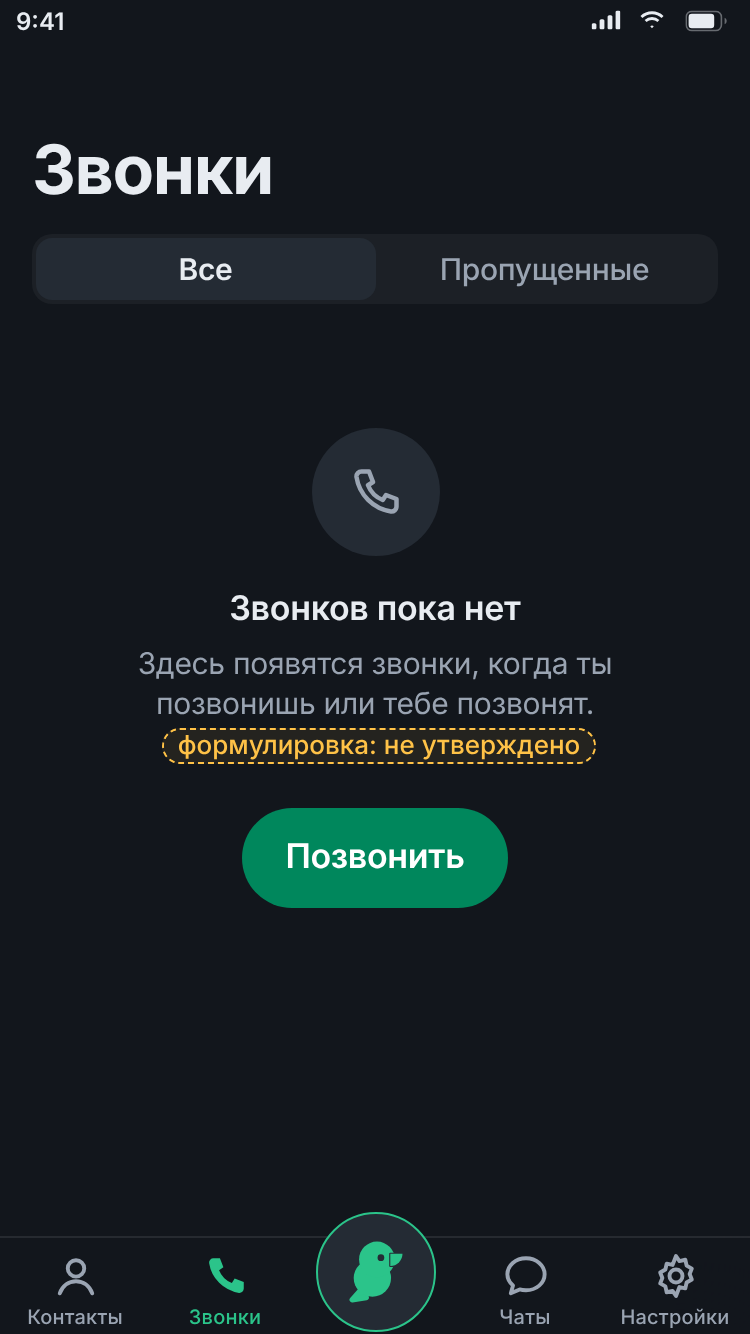 9:41
Звонки
Все
Пропущенные
Звонков пока нет
Здесь появятся звонки, когда ты
позвонишь или тебе позвонят.
формулировка: не утверждено
Позвонить
Контакты
Звонки
Чаты
Настройки